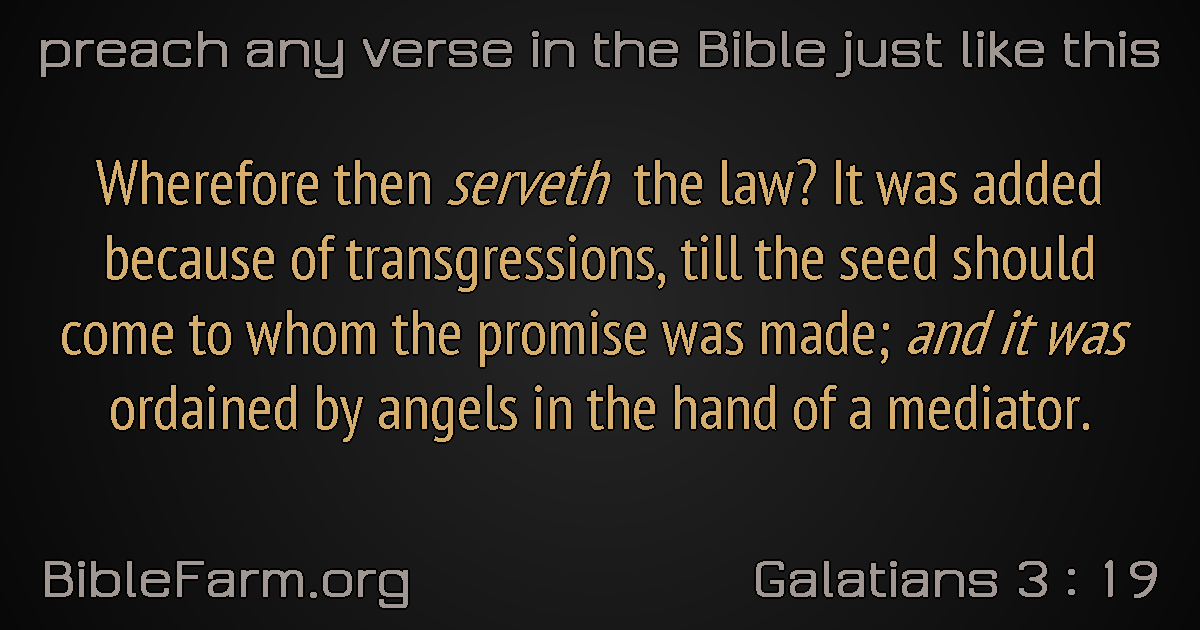 preach any verse in the Bible just like this
Wherefore then serveth the law? It was added
because of transgressions, till the seed should
come to whom the promise was made; and it was
ordained by angels in the hand of a mediator.
BibleFarm.org
Galatians 3 : 19